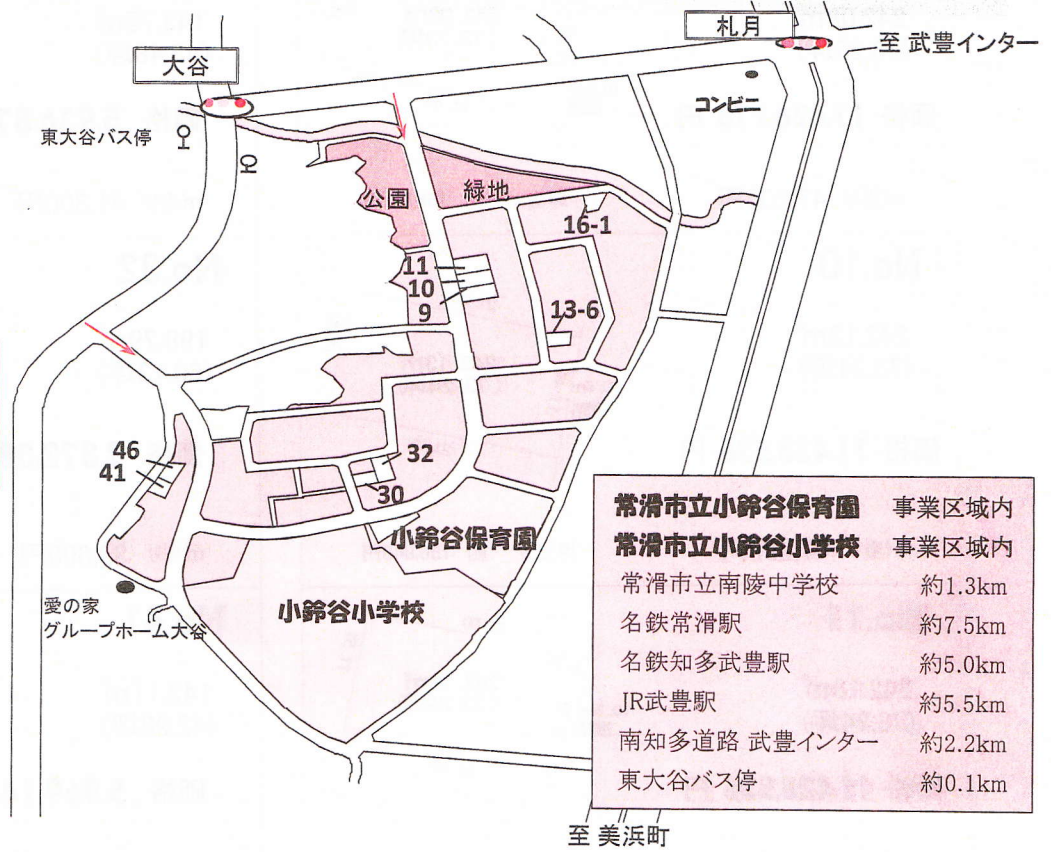 札月
至 武豊インター
大谷
コンビニ
東大谷バス停
公園
緑地
16-1
11
10
9
13-6
46
41
32
30
小鈴谷保育園
愛の家
グループホーム大谷
小鈴谷小学校
常滑市立小鈴谷保育園 事業区域内
常滑市立小鈴谷小学校 事業区域内
常滑市立南陵中学校 約1.3km
名鉄常滑駅 約7.5km
名鉄知多武豊駅 約5.0km
JR武豊駅 約5.5km
南知多道路 武豊インター 約2.2km
東大谷バス停 約0.1km
至 美浜町